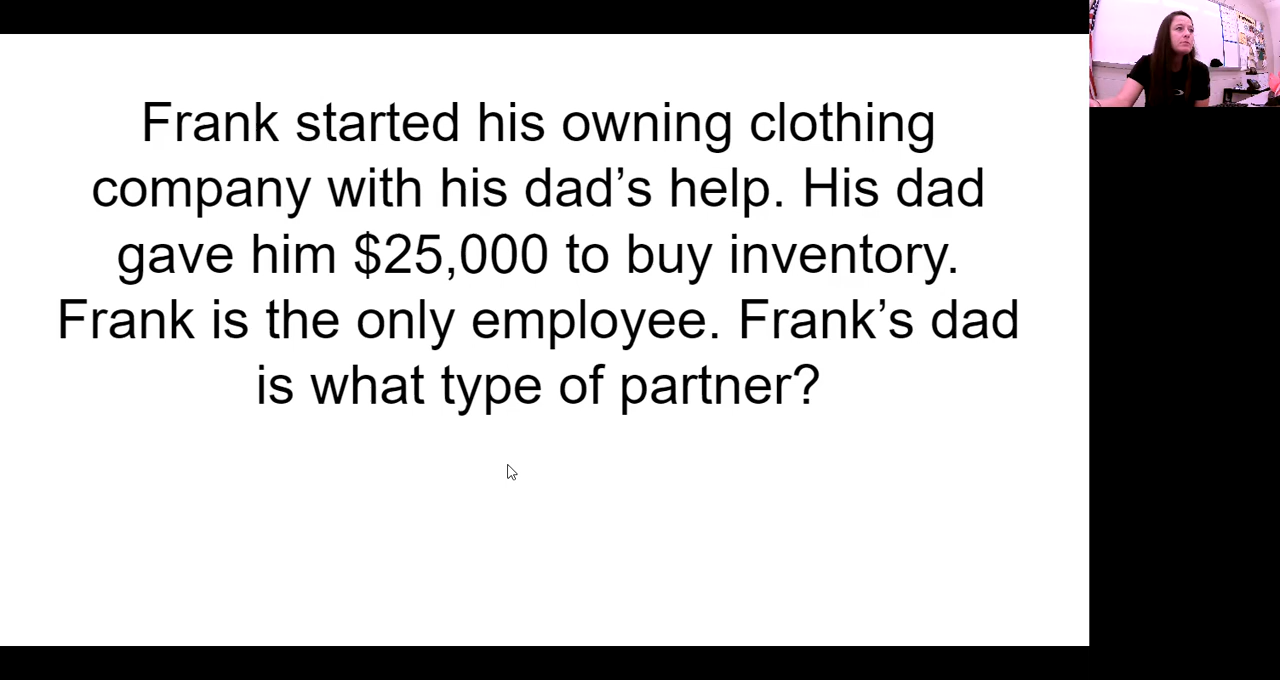 Frank started his owning clothing
company with his dad’s help. His dad
gave him $25,000 to buy inventory.
Frank is the only employee. Frank’s dad
is what type of partner?